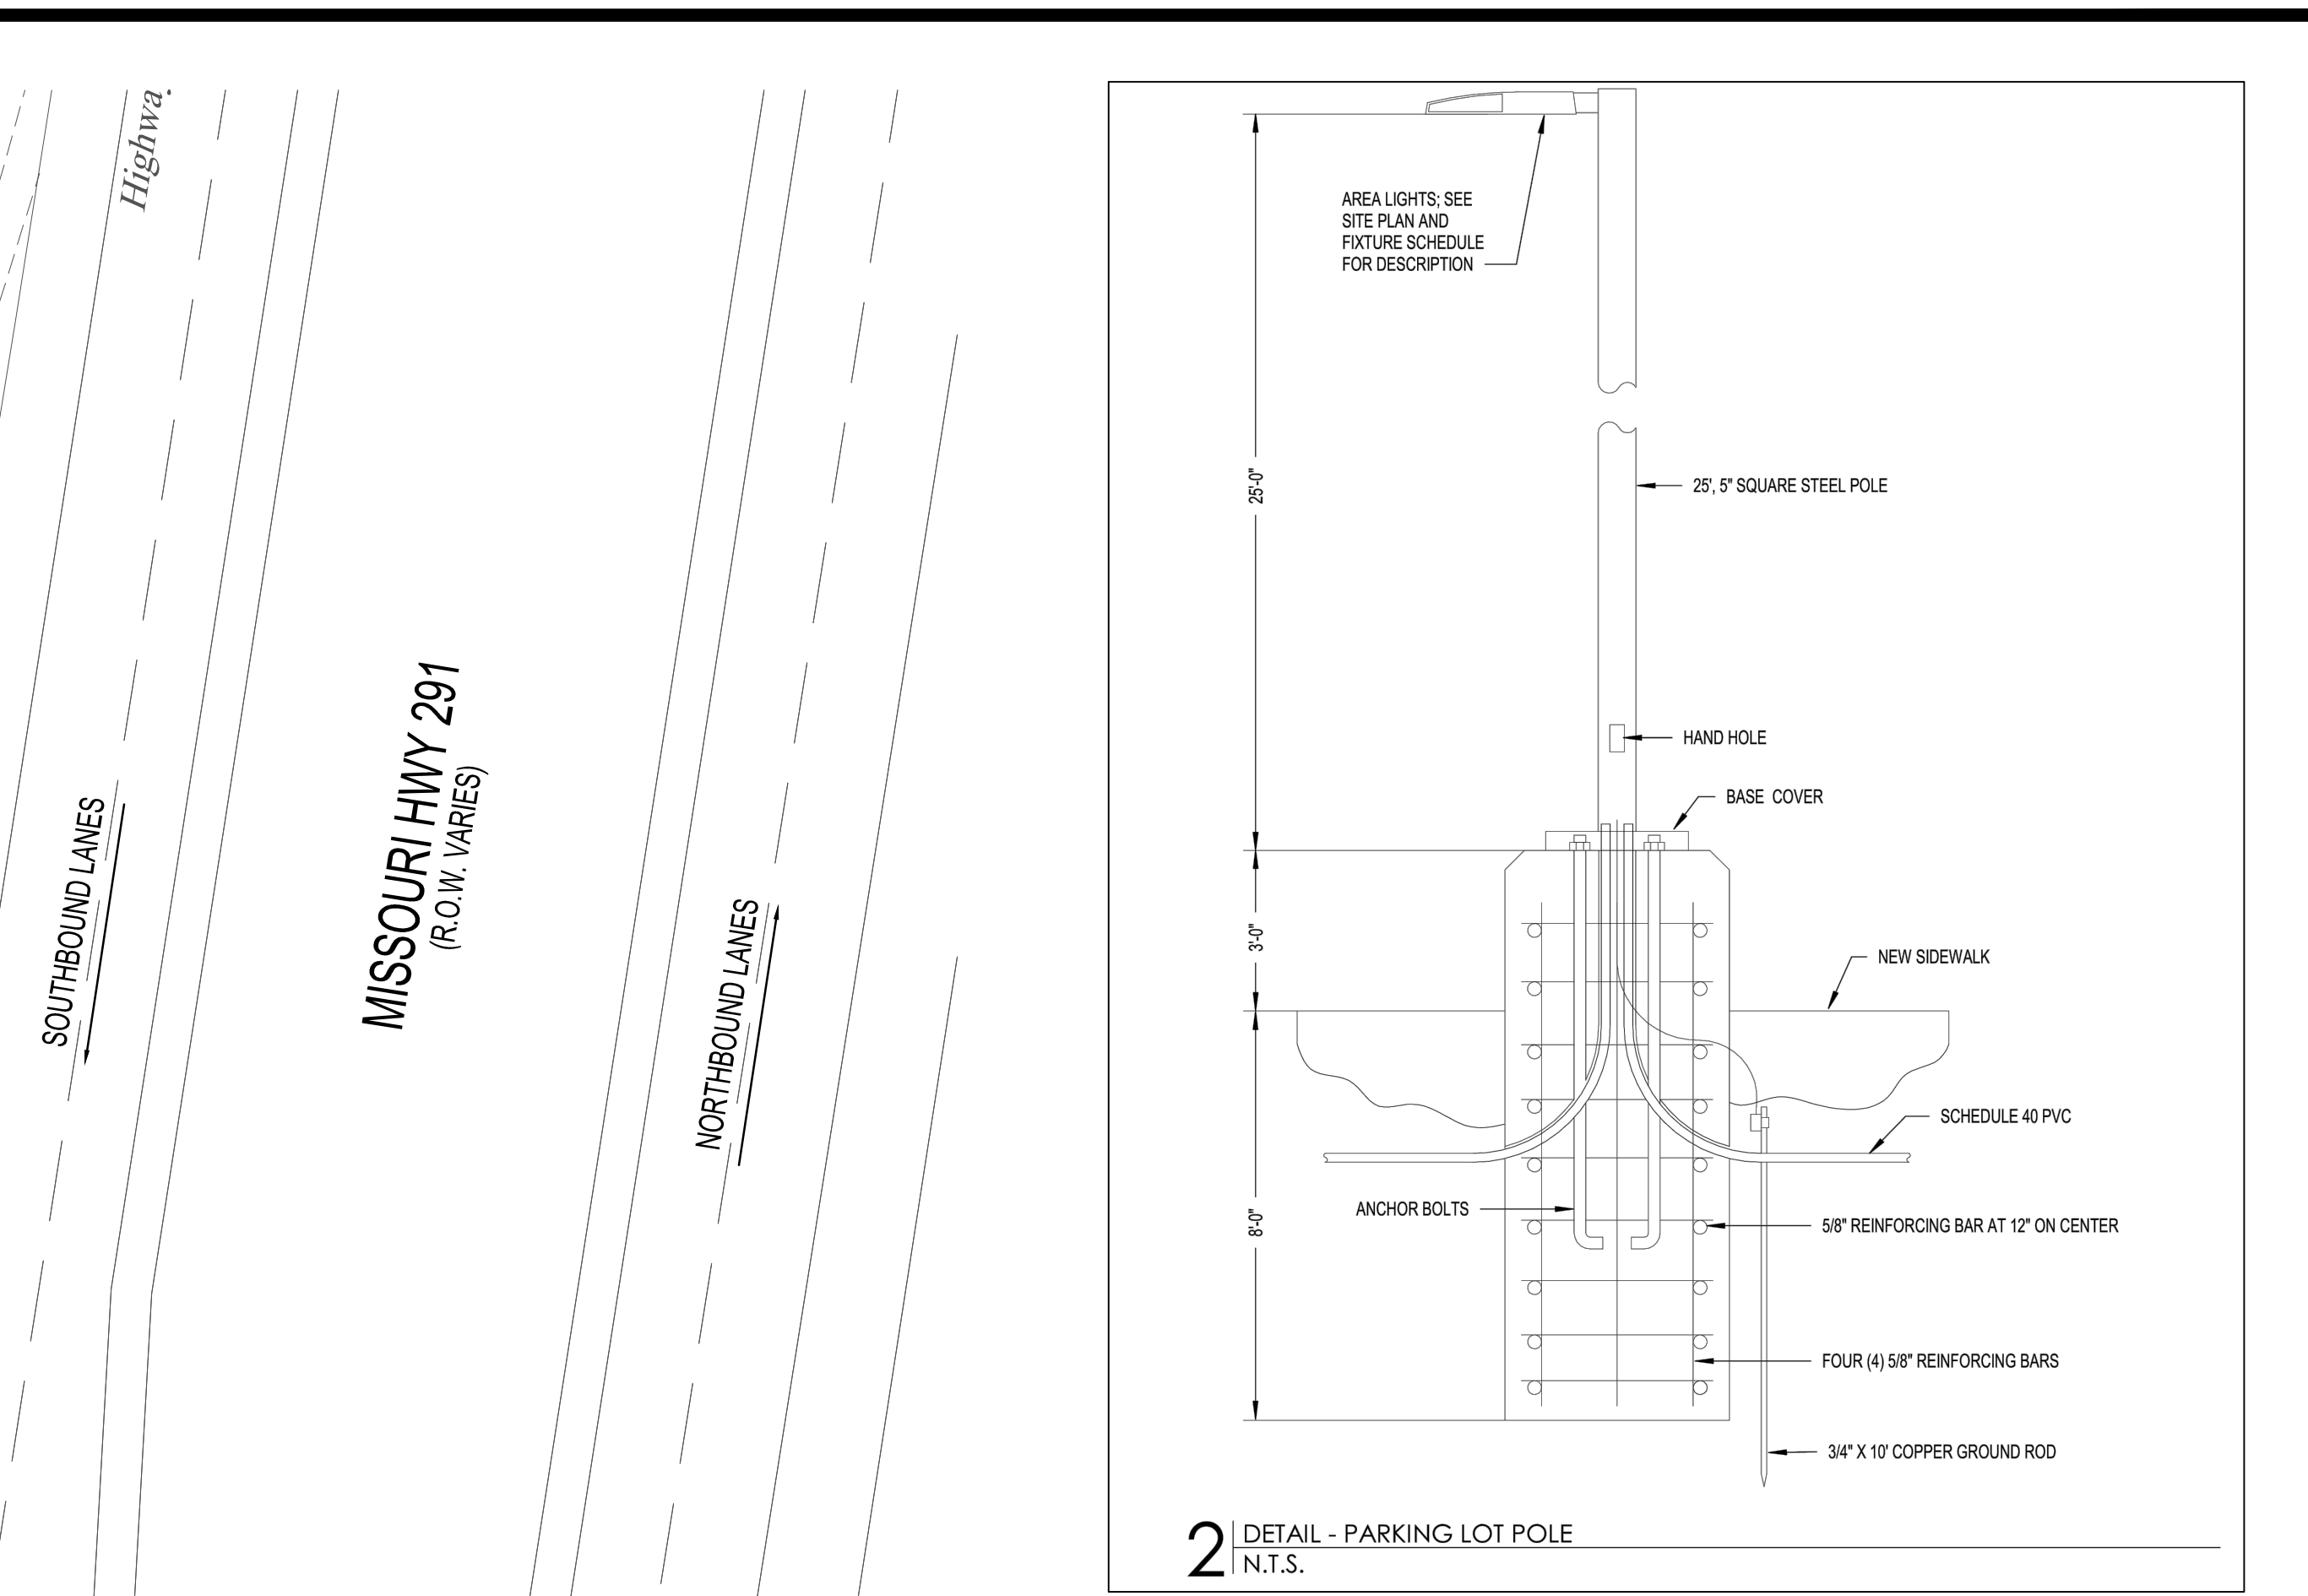 Highwa
SOUTHBOUND LANES
MISSOURI HWY 291
(R.O.W. VARIES)
NORTHBOUND LANES
AREA LIGHTS; SEE
SITE PLAN AND
FIXTURE SCHEDULE
FOR DESCRIPTION
25'-0"
25', 5" SQUARE STEEL POLE
HAND HOLE
BASE COVER
3'-0"
NEW SIDEWALK
SCHEDULE 40 PVC
ANCHOR BOLTS
8'-0"
5/8" REINFORCING BAR AT 12" ON CENTER
FOUR (4) 5/8" REINFORCING BARS
3/4" X 10' COPPER GROUND ROD
2
DETAIL - PARKING LOT POLE
N.T.S.